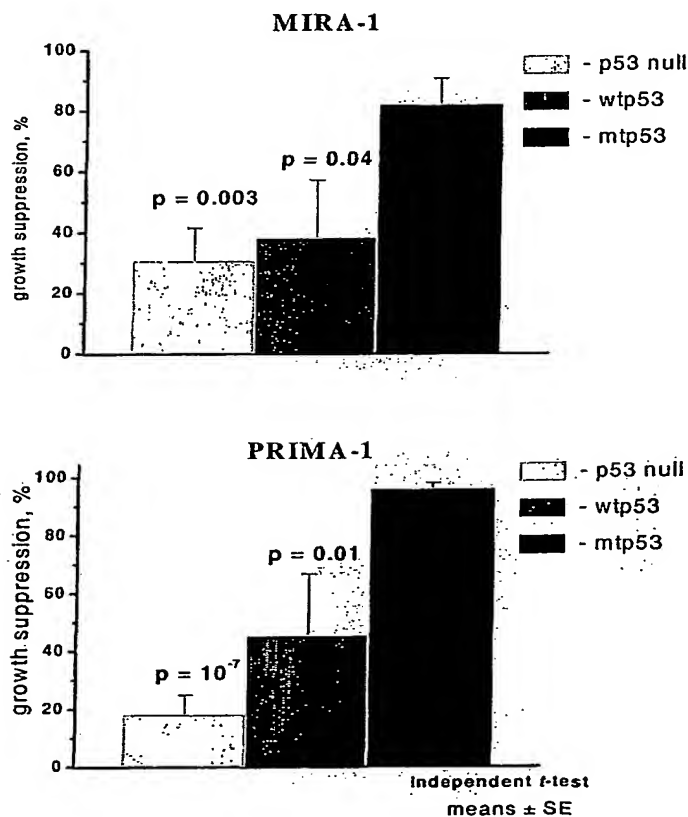 MIRA-1
growth suppression, %
100
80
60
40
20
0
p = 0.003
p = 0.04
- p53 null
- wtp53
- mtp53
PRIMA-1
growth suppression, %
100
80
60
40
20
0
p = 10⁻⁷
p = 0.01
- p53 null
- wtp53
- mtp53
Independent t-test
means ± SE